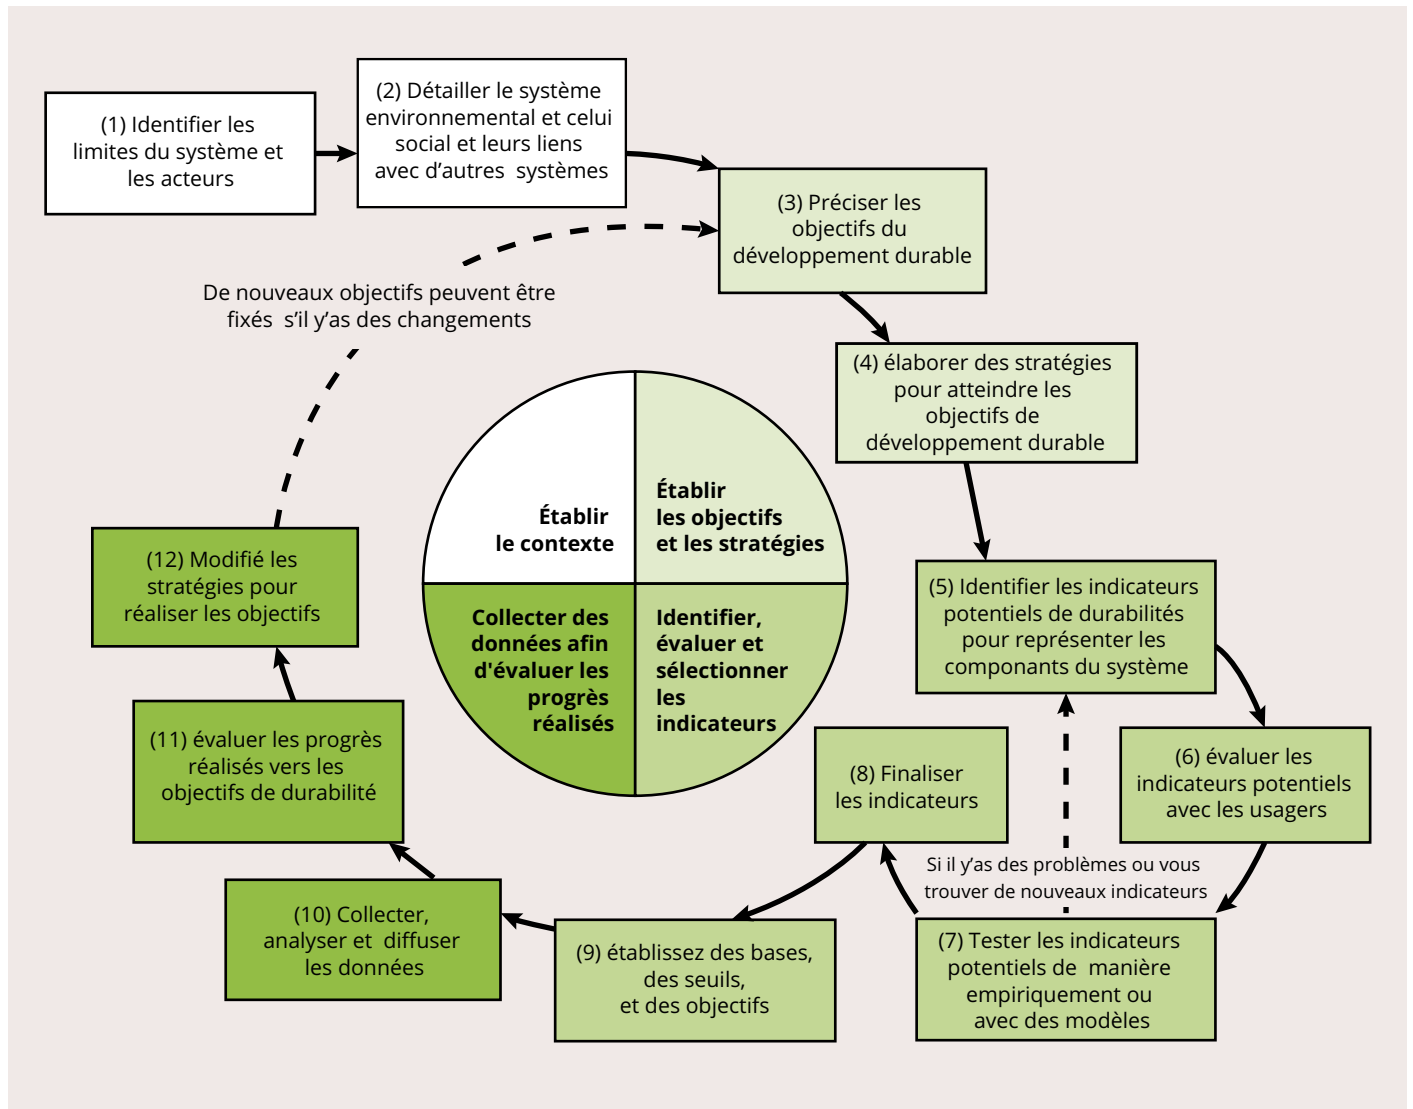 (1) Identifier les
limites du système et
les acteurs
(2) Détailler le système
environnemental et celui
social et leurs liens
avec d’autres systèmes
(3) Préciser les
objectifs du
développement durable
De nouveaux objectifs peuvent être
fixés s’il y’as des changements
(4) élaborer des stratégies
pour atteindre les
objectifs de
développement durable
Établir
le contexte
Établir
les objectifs
et les stratégies
Collecter des
données afin
d'évaluer les
progrès
réalisés
Identifier,
évaluer et
sélectionner
les
indicateurs
(5) Identifier les indicateurs
potentiels de durabilités
pour représenter les
componants du système
(6) évaluer les
indicateurs potentiels
avec les usagers
Si il y’as des problèmes ou vous
trouver de nouveaux indicateurs
(7) Tester les indicateurs
potentiels de manière
empiriquement ou
avec des modèles
(8) Finaliser
les indicateurs
(9) établissez des bases,
des seuils,
et des objectifs
(10) Collecter,
analyser et diffuser
les données
(11) évaluer les progrès
réalisés vers les
objectifs de durabilité
(12) Modifié les
stratégies pour
réaliser les objectifs